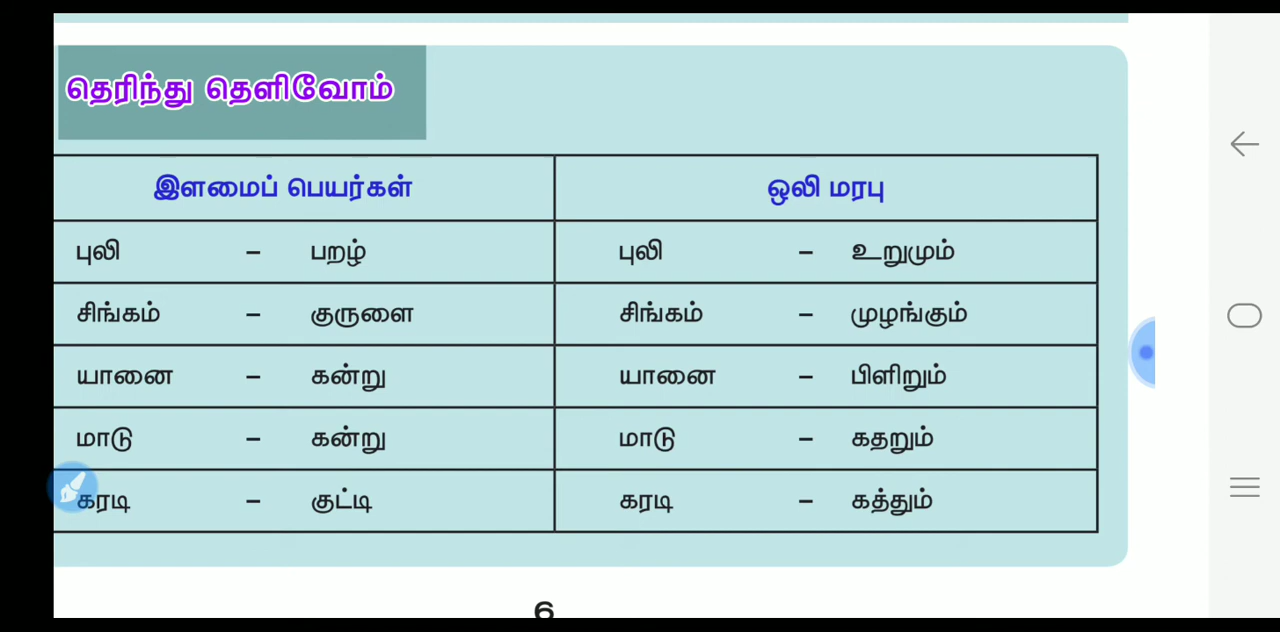 தெரிந்து தெளிவோம்
இளமைப் பெயர்கள் ஒலி மரபு
புலி – பறழ் புலி – உறுமும்
சிங்கம் – குருளை சிங்கம் – முழங்கும்
யானை – கன்று யானை – பிளிறும்
மாடு – கன்று மாடு – கதறும்
கரடி – குட்டி கரடி – கத்தும்
6